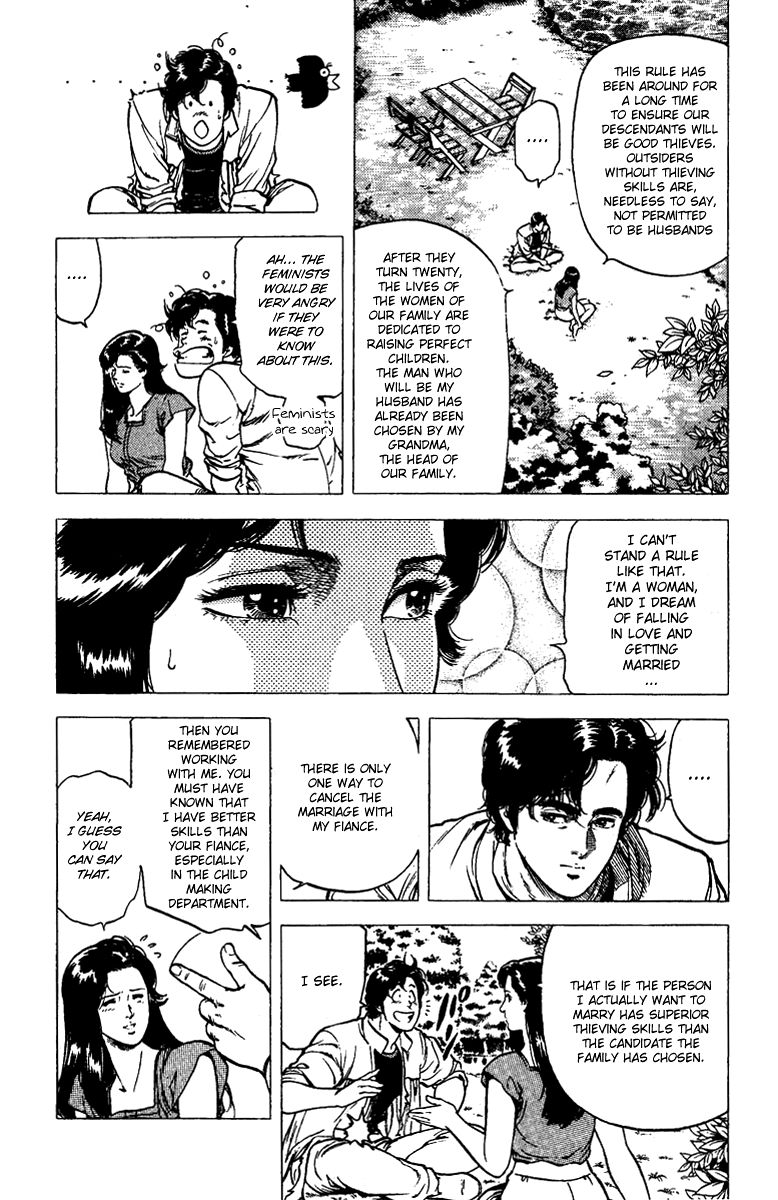 THIS RULE HAS
BEEN AROUND FOR
A LONG TIME
TO ENSURE OUR
DESCENDANTS WILL
BE GOOD THIEVES.
OUTSIDERS
WITHOUT THIEVING
SKILLS ARE,
NEEDLESS TO SAY,
NOT PERMITTED
TO BE HUSBANDS
....
AFTER THEY
TURN TWENTY,
THE LIVES OF
THE WOMEN OF
OUR FAMILY ARE
DEDICATED TO
RAISING PERFECT
CHILDREN.
THE MAN WHO
WILL BE MY
HUSBAND HAS
ALREADY BEEN
CHOSEN BY MY
GRANDMA,
THE HEAD OF
OUR FAMILY.
AH... THE
FEMINISTS
WOULD BE
VERY ANGRY
IF THEY
WERE TO
KNOW
ABOUT THIS.
Feminists
are scary
....
I CAN'T
STAND A RULE
LIKE THAT.
I'M A WOMAN,
AND I DREAM
OF FALLING
IN LOVE AND
GETTING
MARRIED
...
....
THERE IS ONLY
ONE WAY TO
CANCEL THE
MARRIAGE WITH
MY FIANCE.
THAT IS IF THE PERSON
I ACTUALLY WANT TO
MARRY HAS SUPERIOR
THIEVING SKILLS THAN
THE CANDIDATE THE
FAMILY HAS CHOSEN.
I SEE.
THEN YOU
REMEMBERED
WORKING
WITH ME. YOU
MUST HAVE
KNOWN THAT
I HAVE BETTER
SKILLS THAN
YOUR FIANCE,
ESPECIALLY
IN THE CHILD
MAKING
DEPARTMENT.
YEAH,
I GUESS
YOU
CAN SAY
THAT.